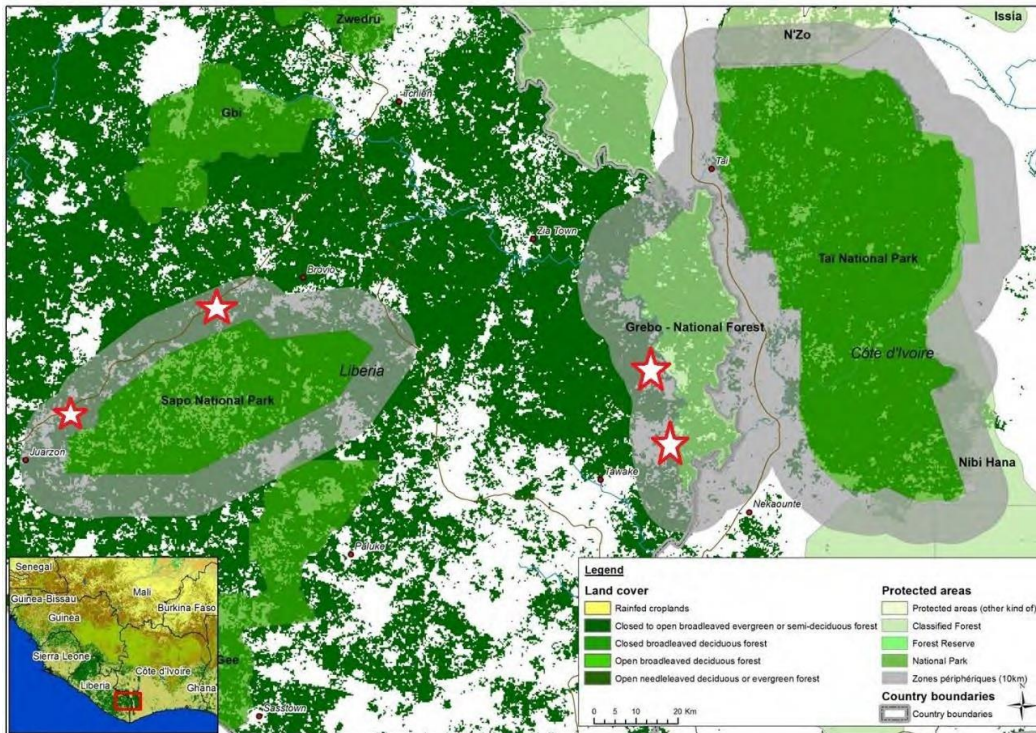 Zwedru
Issia
N'Zo
Tchien
Gbi
Taï
Zia Town
Brovio
Taï National Park
Grebo - National Forest
Côte d'Ivoire
Liberia
Sapo National Park
Juarzon
Nibi Hana
Tawake
Nekaounte
Paluke
Gee
Sasstown
Senegal
Mali
Guinea-Bissau
Burkina Faso
Guinea
Sierra Leone
Côte d'Ivoire
Liberia
Ghana
Legend
Land cover
Rainfed croplands
Closed to open broadleaved evergreen or semi-deciduous forest
Closed broadleaved deciduous forest
Open broadleaved deciduous forest
Open needleleaved deciduous or evergreen forest
0 5 10 20 Km
Protected areas
Protected areas (other kind of)
Classified Forest
Forest Reserve
National Park
Zones périphériques (10km)
Country boundaries
Country boundaries